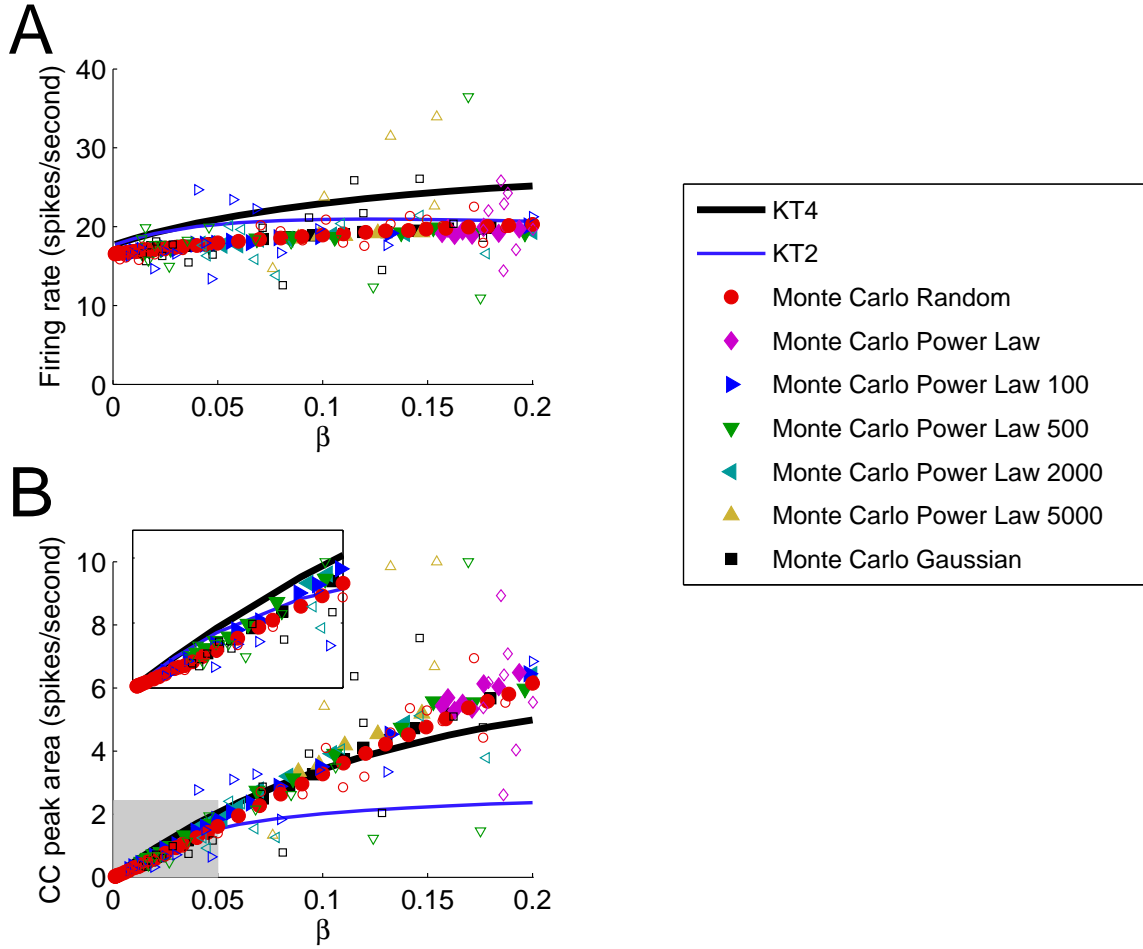 A
Firing rate (spikes/second)
40
30
20
10
0
0 0.05 0.1 0.15 0.2
β
KT4
KT2
Monte Carlo Random
Monte Carlo Power Law
Monte Carlo Power Law 100
Monte Carlo Power Law 500
Monte Carlo Power Law 2000
Monte Carlo Power Law 5000
Monte Carlo Gaussian
B
CC peak area (spikes/second)
10
8
6
4
2
0
0 0.05 0.1 0.15 0.2
β